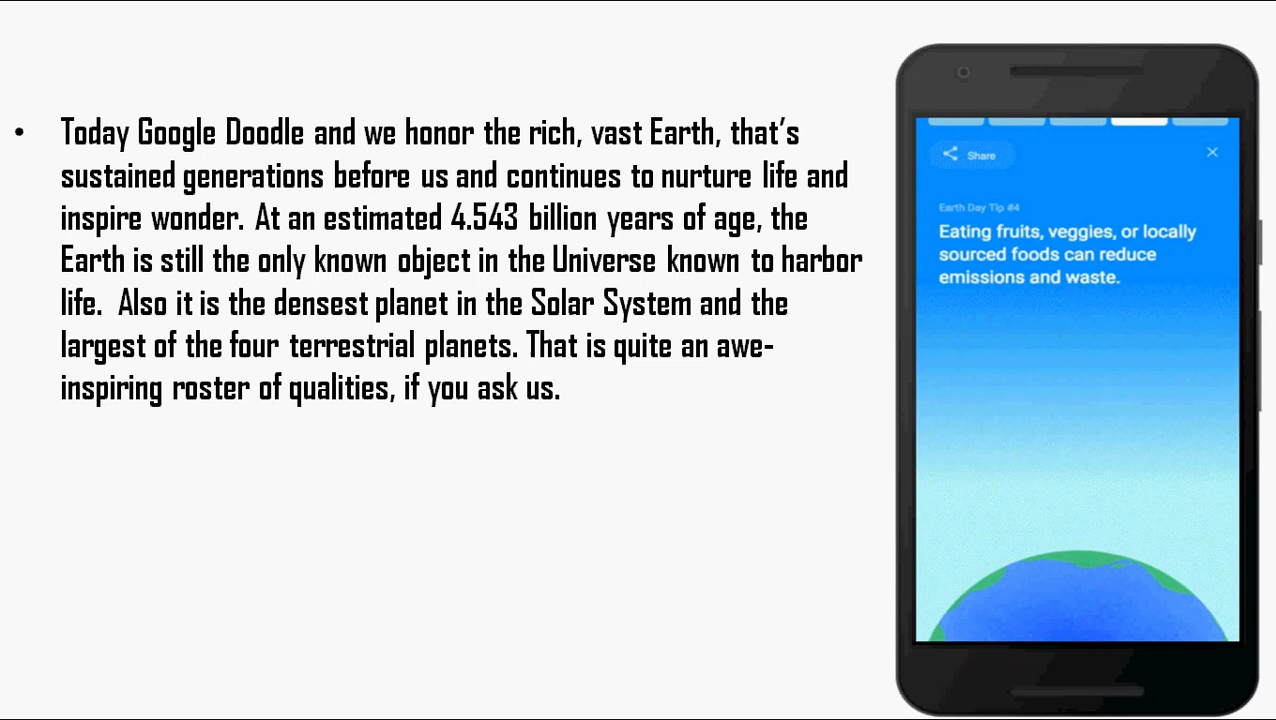 • Today Google Doodle and we honor the rich, vast Earth, that's
sustained generations before us and continues to nurture life and
inspire wonder. At an estimated 4.543 billion years of age, the
Earth is still the only known object in the Universe known to harbor
life. Also it is the densest planet in the Solar System and the
largest of the four terrestrial planets. That is quite an awe-
inspiring roster of qualities, if you ask us.
Share
Earth Day Tip #4
Eating fruits, veggies, or locally
sourced foods can reduce
emissions and waste.